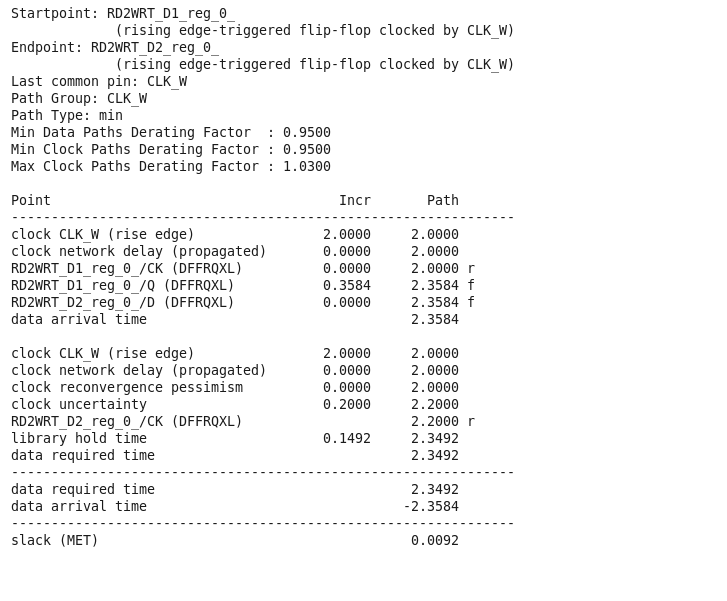 Startpoint: RD2WRT_D1_reg_0_
(rising edge-triggered flip-flop clocked by CLK_W)
Endpoint: RD2WRT_D2_reg_0_
(rising edge-triggered flip-flop clocked by CLK_W)
Last common pin: CLK_W
Path Group: CLK_W
Path Type: min
Min Data Paths Derating Factor  : 0.9500
Min Clock Paths Derating Factor : 0.9500
Max Clock Paths Derating Factor : 1.0300
Point                                    Incr       Path
---------------------------------------------------------------
clock CLK_W (rise edge)                2.0000     2.0000
clock network delay (propagated)       0.0000     2.0000
RD2WRT_D1_reg_0_/CK (DFFRQXL)          0.0000     2.0000 r
RD2WRT_D1_reg_0_/Q (DFFRQXL)           0.3584     2.3584 f
RD2WRT_D2_reg_0_/D (DFFRQXL)           0.0000     2.3584 f
data arrival time                                 2.3584
clock CLK_W (rise edge)                2.0000     2.0000
clock network delay (propagated)       0.0000     2.0000
clock reconvergence pessimism          0.0000     2.0000
clock uncertainty                      0.2000     2.2000
RD2WRT_D2_reg_0_/CK (DFFRQXL)                     2.2000 r
library hold time                      0.1492     2.3492
data required time                                2.3492
---------------------------------------------------------------
data required time                                2.3492
data arrival time                                -2.3584
---------------------------------------------------------------
slack (MET)                                       0.0092